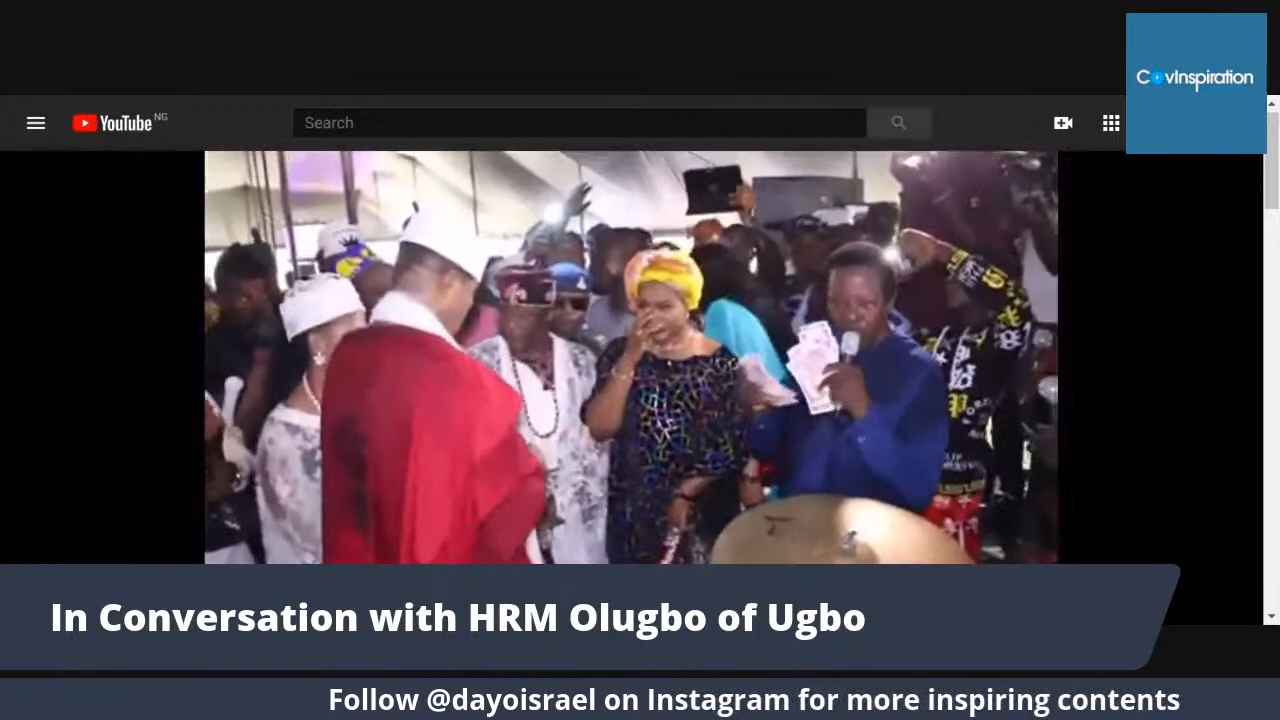 CovInspiration
YouTube NG
Search
In Conversation with HRM Olugbo of Ugbo
Follow @dayoisrael on Instagram for more inspiring contents